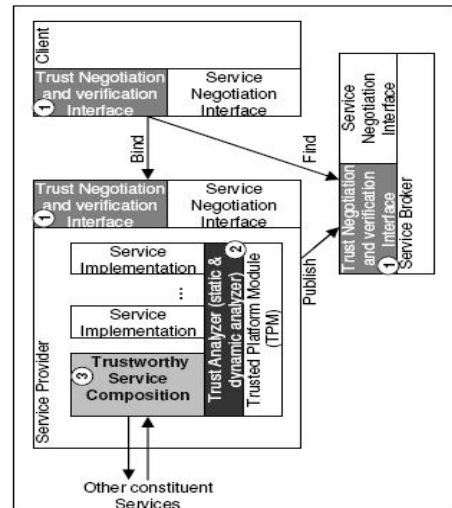 Client
Trust Negotiation
and verification
Interface
1
Service
Negotiation
Interface
Bind
Find
Service
Negotiation
Interface
Trust Negotiation
and verification
Interface
1
Service Broker
Trust Negotiation
and verification
Interface
1
Service
Negotiation
Interface
Publish
Service Provider
Service
Implementation
...
Service
Implementation
3
Trustworthy
Service
Composition
2
Trust Analyzer (static &
dynamic analyzer)
Trusted Platform Module
(TPM)
Other constituent
Services